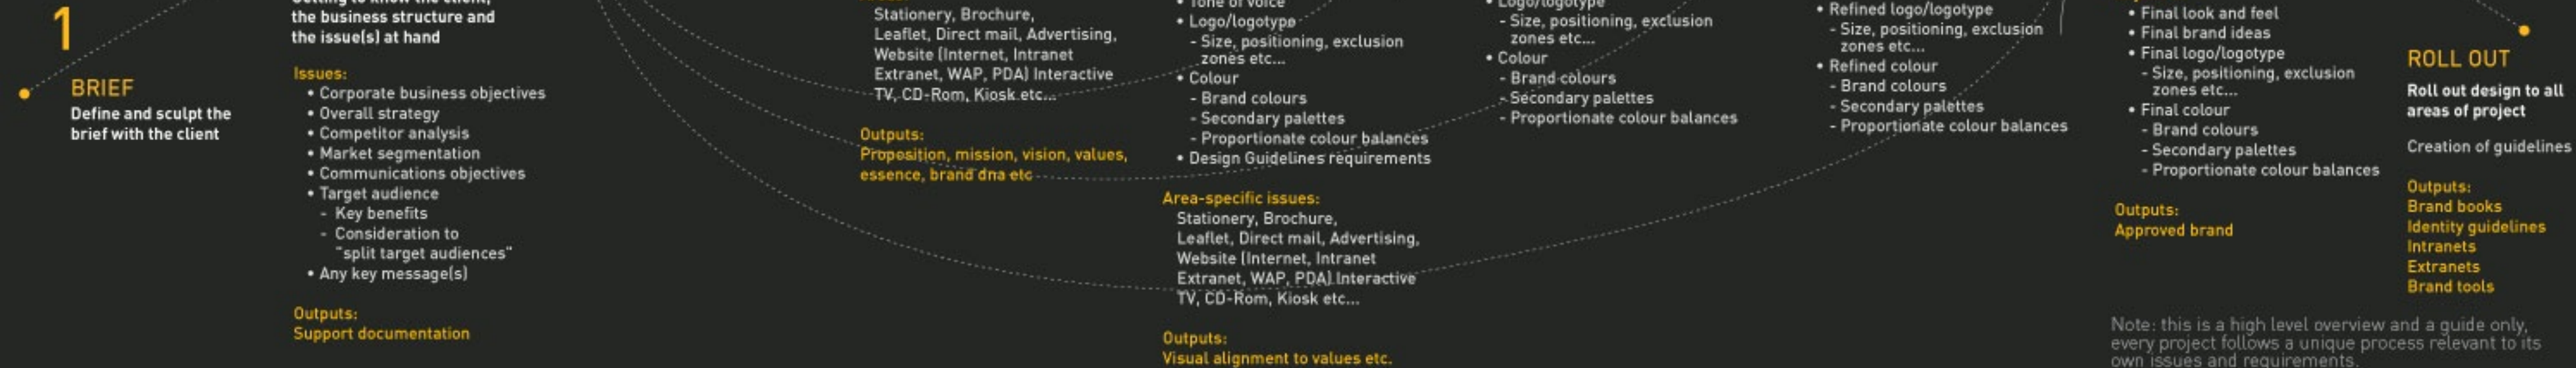 1
BRIEF
Define and sculpt the
brief with the client
the business structure and
the issue(s) at hand
Issues:
• Corporate business objectives
• Overall strategy
• Competitor analysis
• Market segmentation
• Communications objectives
• Target audience
- Key benefits
- Consideration to
"split target audiences"
• Any key message(s)
Outputs:
Support documentation
Stationery, Brochure,
Leaflet, Direct mail, Advertising,
Website (Internet, Intranet
Extranet, WAP, PDA) Interactive
TV, CD-Rom, Kiosk etc...
Outputs:
Proposition, mission, vision, values,
essence, brand dna etc
• Tone of voice
• Logo/logotype
- Size, positioning, exclusion
zones etc...
• Colour
- Brand colours
- Secondary palettes
- Proportionate colour balances
• Design Guidelines requirements
Area-specific issues:
Stationery, Brochure,
Leaflet, Direct mail, Advertising,
Website (Internet, Intranet
Extranet, WAP, PDA) Interactive
TV, CD-Rom, Kiosk etc...
Outputs:
Visual alignment to values etc.
• Logo/logotype
- Size, positioning, exclusion
zones etc...
• Colour
- Brand colours
- Secondary palettes
- Proportionate colour balances
• Refined logo/logotype
- Size, positioning, exclusion
zones etc...
• Refined colour
- Brand colours
- Secondary palettes
- Proportionate colour balances
• Final look and feel
• Final brand ideas
• Final logo/logotype
- Size, positioning, exclusion
zones etc...
• Final colour
- Brand colours
- Secondary palettes
- Proportionate colour balances
Outputs:
Approved brand
ROLL OUT
Roll out design to all
areas of project
Creation of guidelines
Outputs:
Brand books
Identity guidelines
Intranets
Extranets
Brand tools
Note: this is a high level overview and a guide only,
every project follows a unique process relevant to its
own issues and requirements.